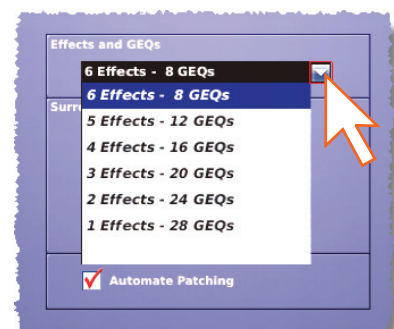 Effects and GEQs
6 Effects - 8 GEQs
6 Effects - 8 GEQs
Surr
5 Effects - 12 GEQs
4 Effects - 16 GEQs
3 Effects - 20 GEQs
2 Effects - 24 GEQs
1 Effects - 28 GEQs
Automate Patching